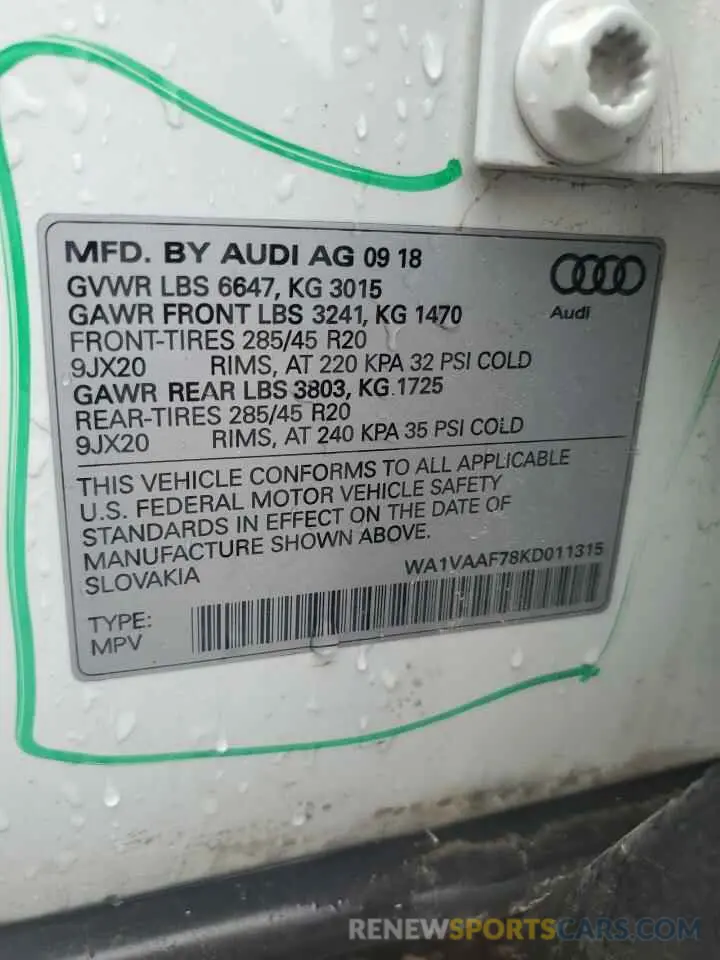 MFD. BY AUDI AG 09 18
GVWR LBS 6647, KG 3015
GAWR FRONT LBS 3241, KG 1470
FRONT-TIRES 285/45 R20
9JX20 RIMS, AT 220 KPA 32 PSI COLD
GAWR REAR LBS 3803, KG 1725
REAR-TIRES 285/45 R20
9JX20 RIMS, AT 240 KPA 35 PSI COLD
Audi
THIS VEHICLE CONFORMS TO ALL APPLICABLE
U.S. FEDERAL MOTOR VEHICLE SAFETY
STANDARDS IN EFFECT ON THE DATE OF
MANUFACTURE SHOWN ABOVE.
SLOVAKIA WA1VAAF78KD011315
TYPE:
MPV
RENEWSPORTCARS.COM